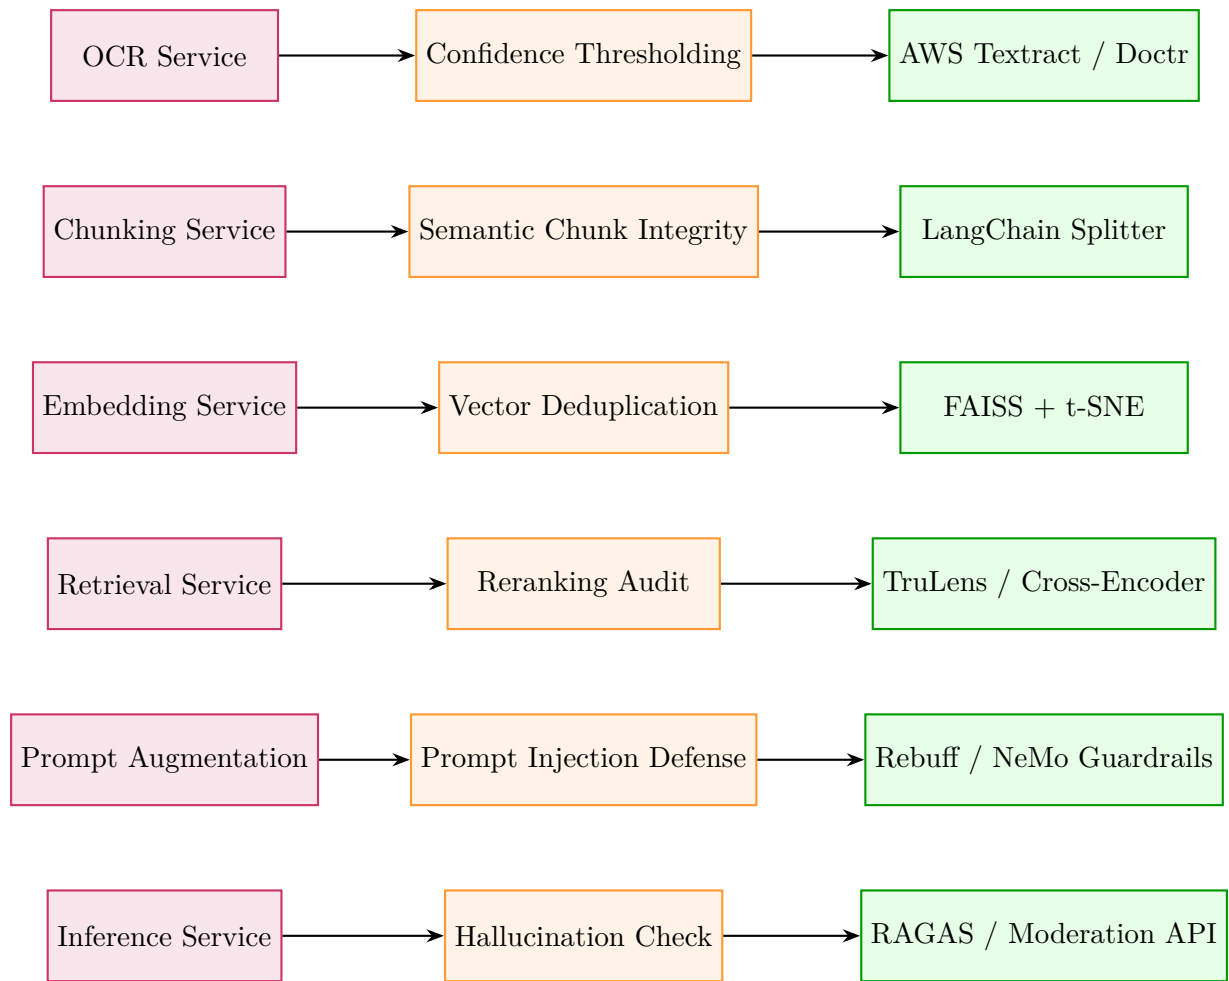 OCR Service
Confidence Thresholding
AWS Textract / Doctr
Chunking Service
Semantic Chunk Integrity
LangChain Splitter
Embedding Service
Vector Deduplication
FAISS + t-SNE
Retrieval Service
Reranking Audit
TruLens / Cross-Encoder
Prompt Augmentation
Prompt Injection Defense
Rebuff / NeMo Guardrails
Inference Service
Hallucination Check
RAGAS / Moderation API